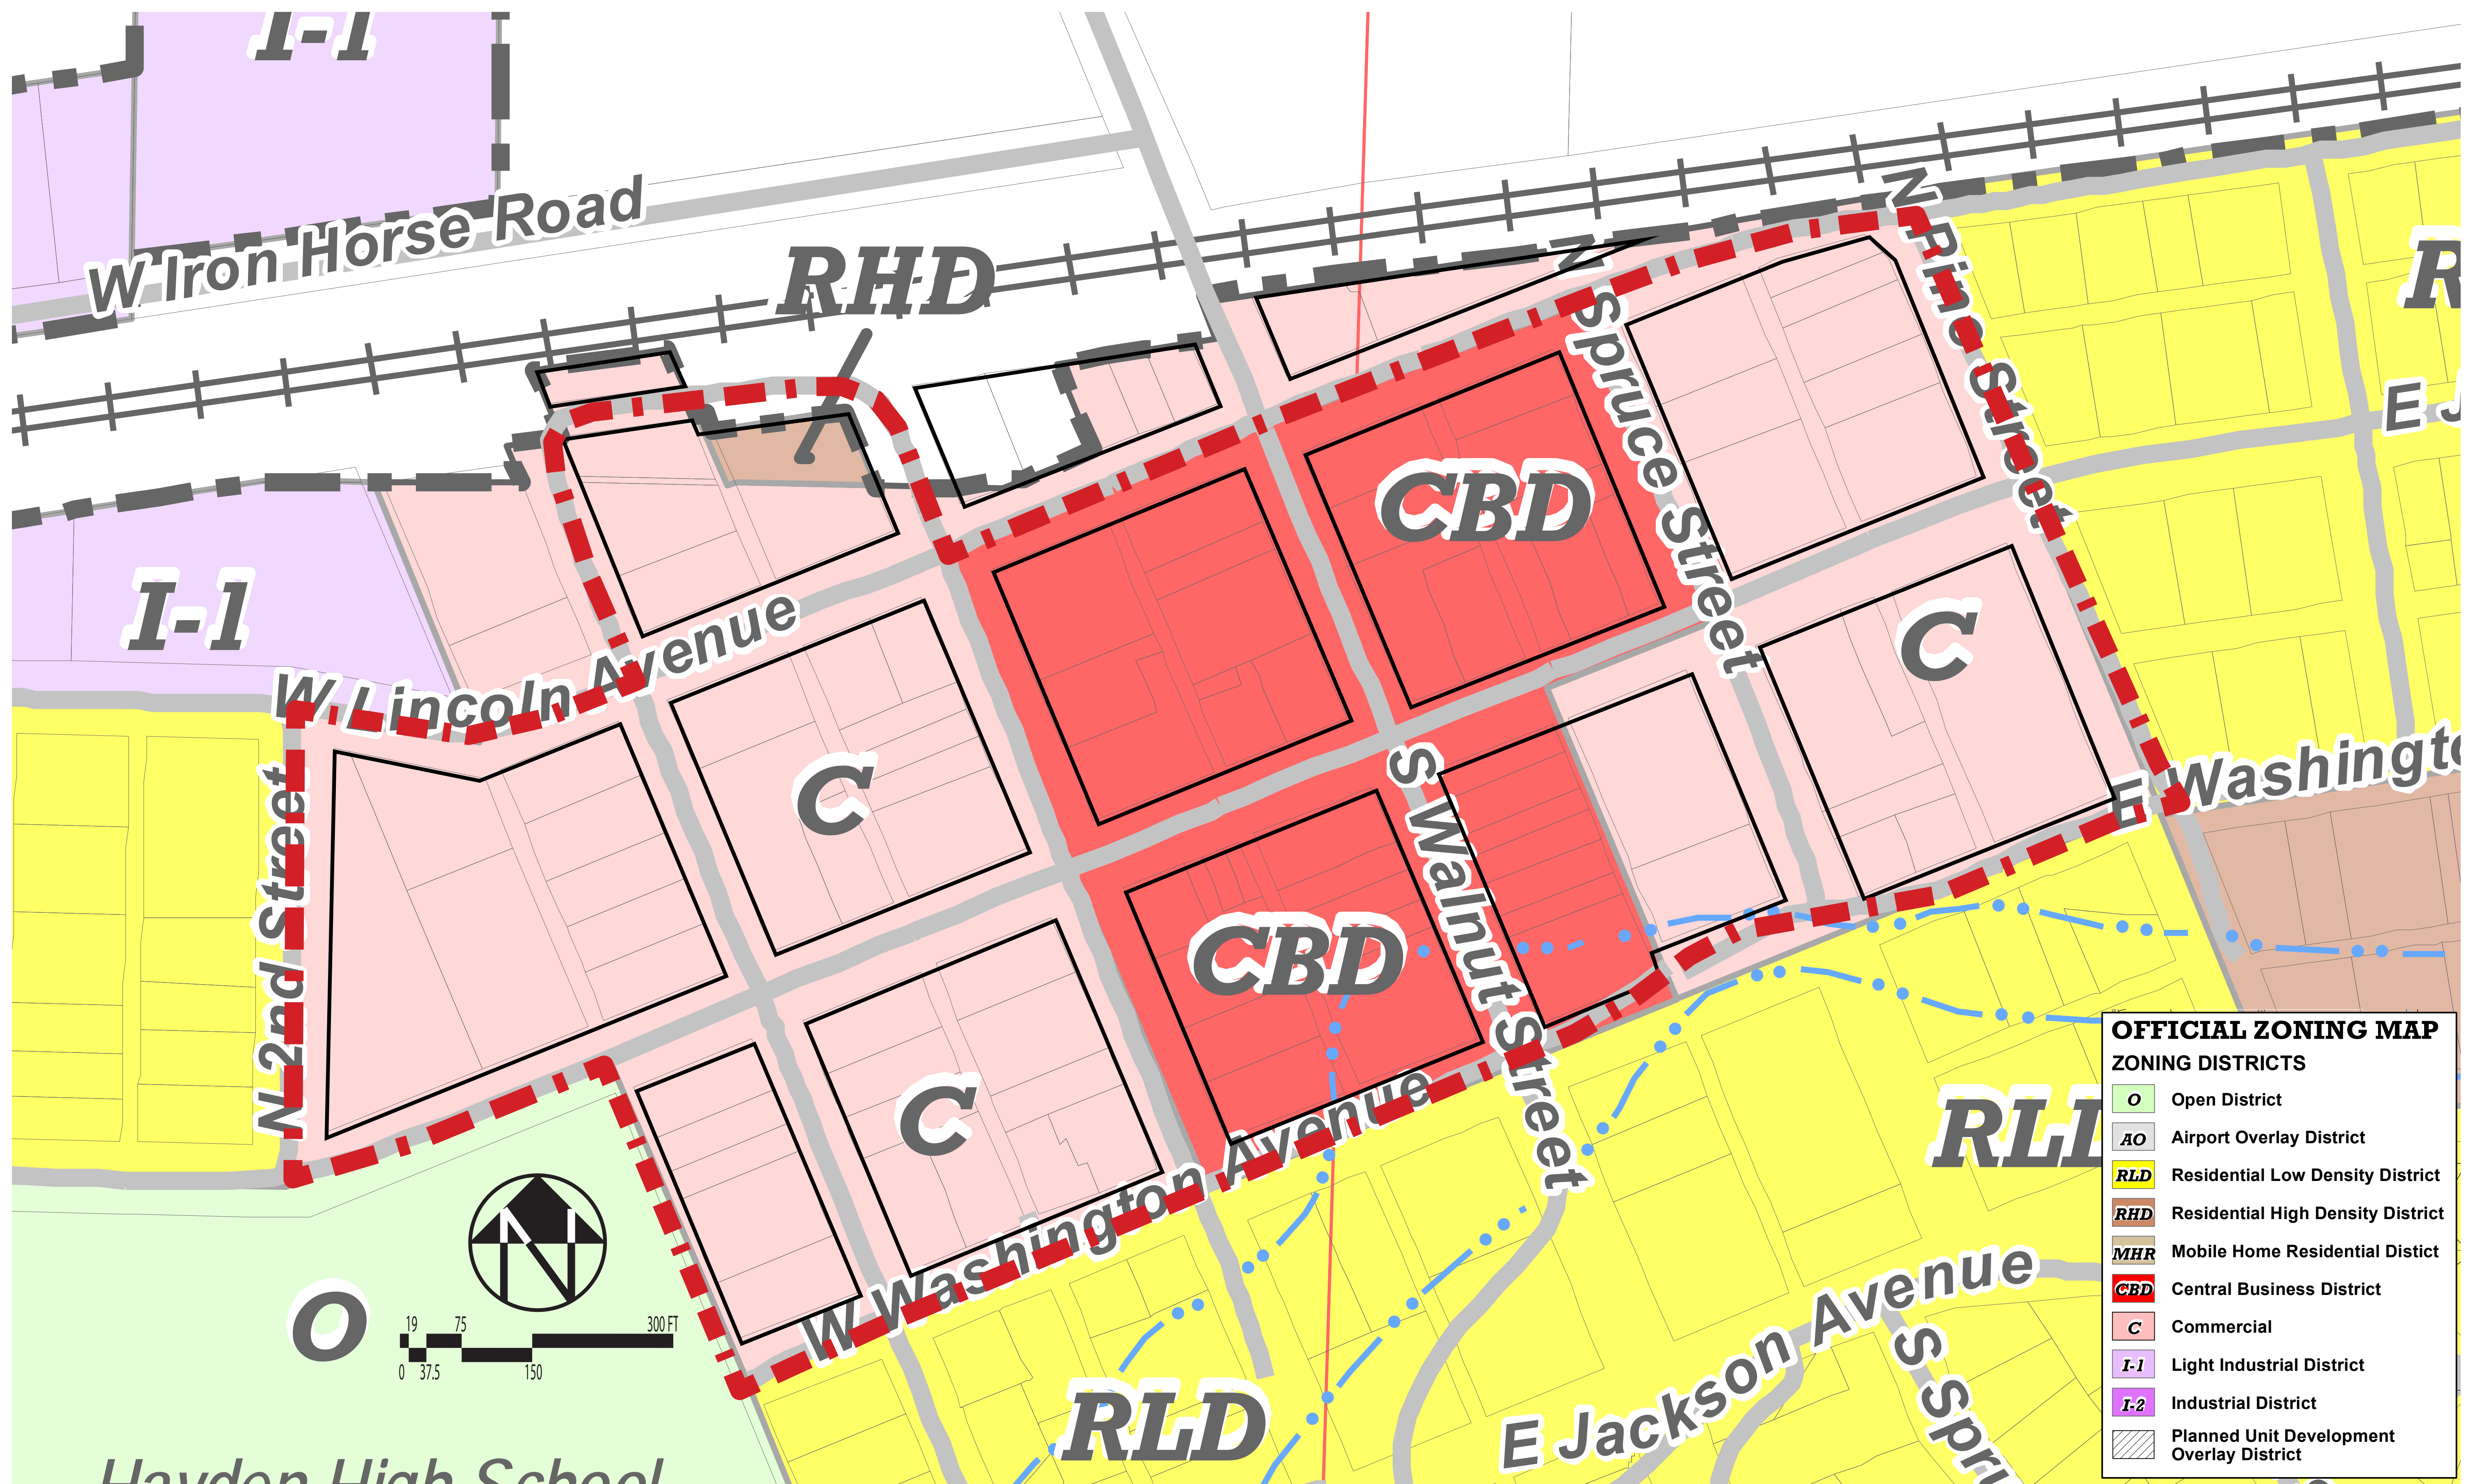 I-1
W Iron Horse Road
RHD
N Pine Street
N Spruce Street
R
E J
CBD
I-1
W Lincoln Avenue
C
C
N 2nd Street
S Walnut Street
E Washingto
CBD
C
W Washington Avenue
RLD
O
N
19 75 300 FT
0 37.5 150
RLD
E Jackson Avenue
S Spru
Hayden High School
OFFICIAL ZONING MAP
ZONING DISTRICTS
O Open District
AO Airport Overlay District
RLD Residential Low Density District
RHD Residential High Density District
MHR Mobile Home Residential Distict
CBD Central Business District
C Commercial
I-1 Light Industrial District
I-2 Industrial District
Planned Unit Development
Overlay District